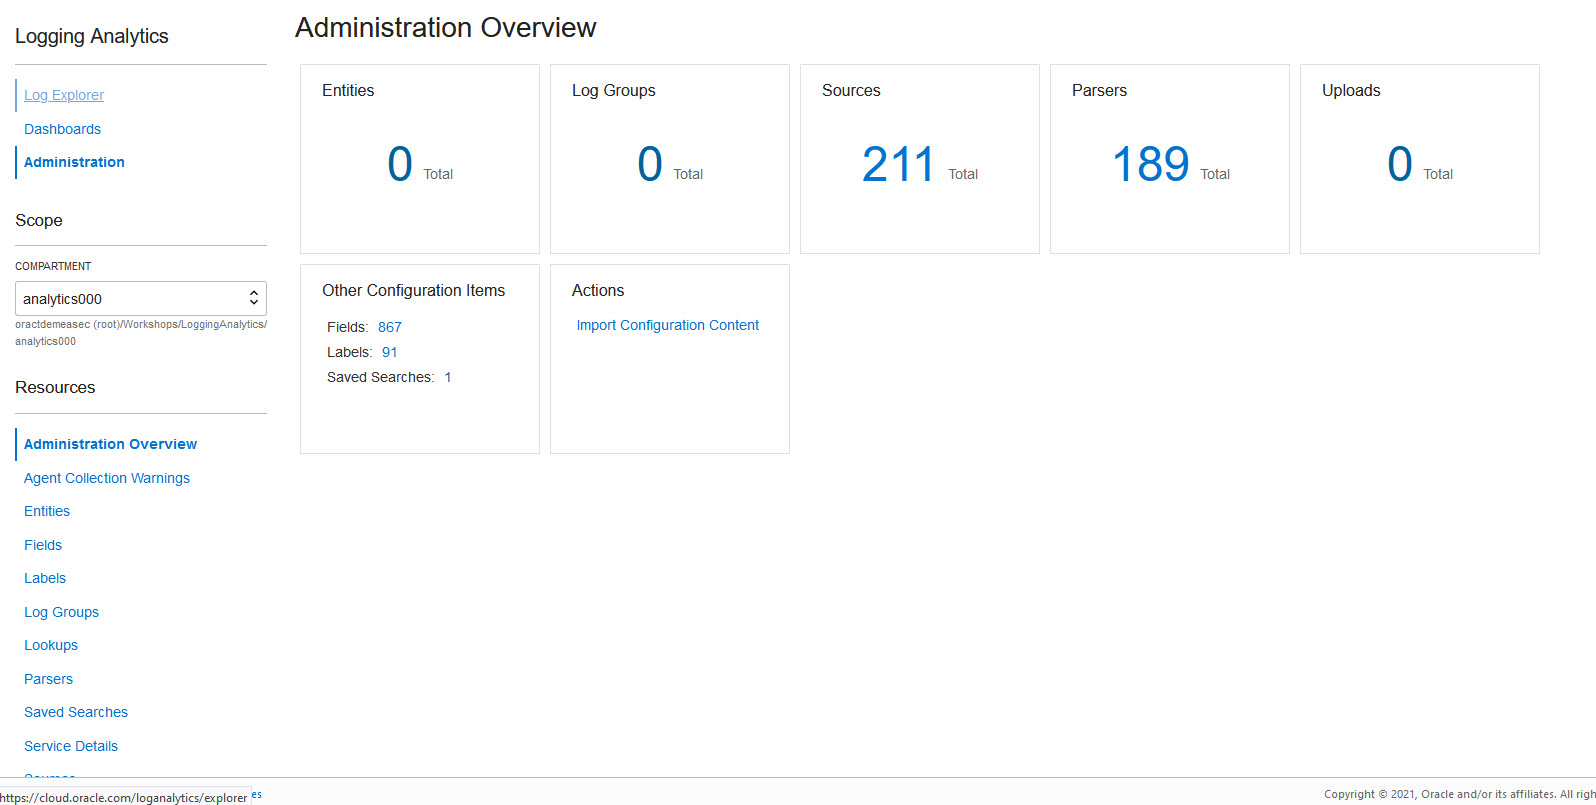 Logging Analytics
Log Explorer
Dashboards
Administration
Scope
COMPARTMENT
analytics000
oractdemeasec (root)/Workshops/LoggingAnalytics/
analytics000
Resources
Administration Overview
Agent Collection Warnings
Entities
Fields
Labels
Log Groups
Lookups
Parsers
Saved Searches
Service Details
Sources
Administration Overview
Entities
0 Total
Log Groups
0 Total
Sources
211 Total
Parsers
189 Total
Uploads
0 Total
Other Configuration Items
Fields: 867
Labels: 91
Saved Searches: 1
Actions
Import Configuration Content
https://cloud.oracle.com/loganalytics/explorer
es
Copyright © 2021, Oracle and/or its affiliates. All righ